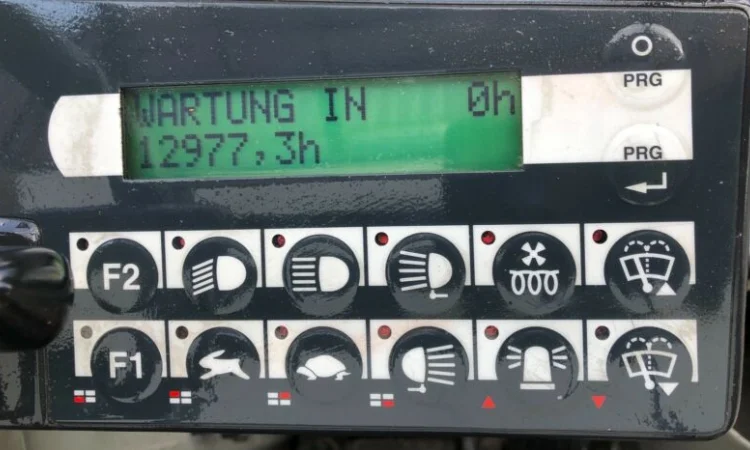 WARTUNG IN 0h
12977,3h
PRG
PRG
F2
F1